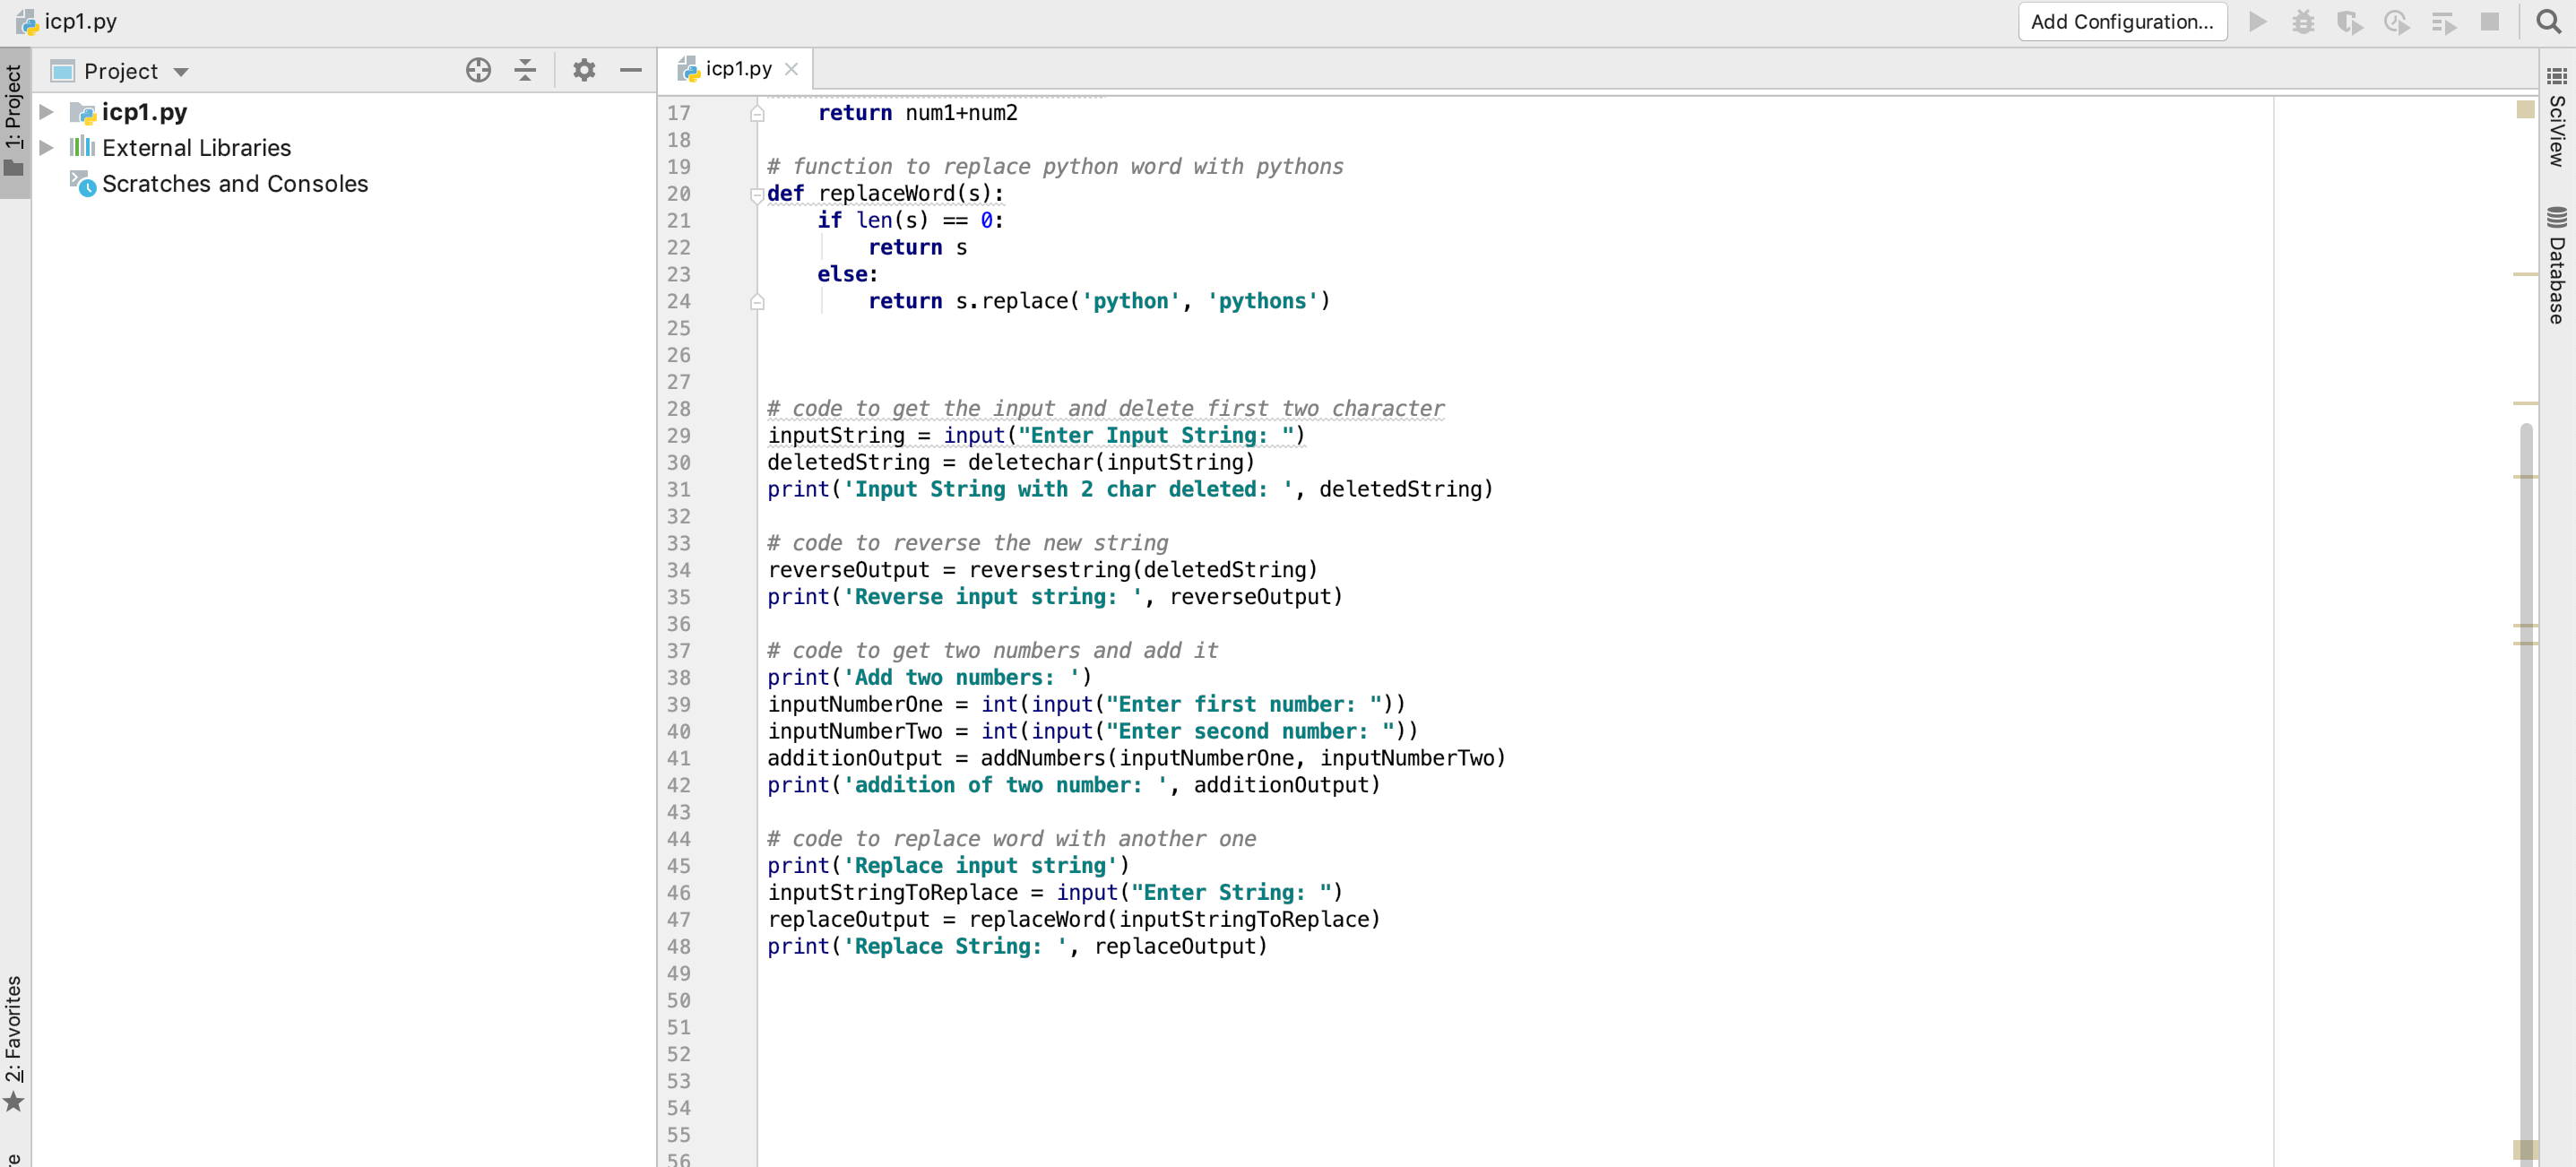 icp1.py
Add Configuration...
1: Project
Project
icp1.py
External Libraries
Scratches and Consoles
2: Favorites
icp1.py
17 return num1+num2
18
19 # function to replace python word with pythons
20 def replaceWord(s):
21 if len(s) == 0:
22 return s
23 else:
24 return s.replace('python', 'pythons')
25
26
27
28 # code to get the input and delete first two character
29 inputString = input("Enter Input String: ")
30 deletedString = deletechar(inputString)
31 print('Input String with 2 char deleted: ', deletedString)
32
33 # code to reverse the new string
34 reverseOutput = reversestring(deletedString)
35 print('Reverse input string: ', reverseOutput)
36
37 # code to get two numbers and add it
38 print('Add two numbers: ')
39 inputNumberOne = int(input("Enter first number: "))
40 inputNumberTwo = int(input("Enter second number: "))
41 additionOutput = addNumbers(inputNumberOne, inputNumberTwo)
42 print('addition of two number: ', additionOutput)
43
44 # code to replace word with another one
45 print('Replace input string')
46 inputStringToReplace = input("Enter String: ")
47 replaceOutput = replaceWord(inputStringToReplace)
48 print('Replace String: ', replaceOutput)
49
50
51
52
53
54
55
56
SciView
Database